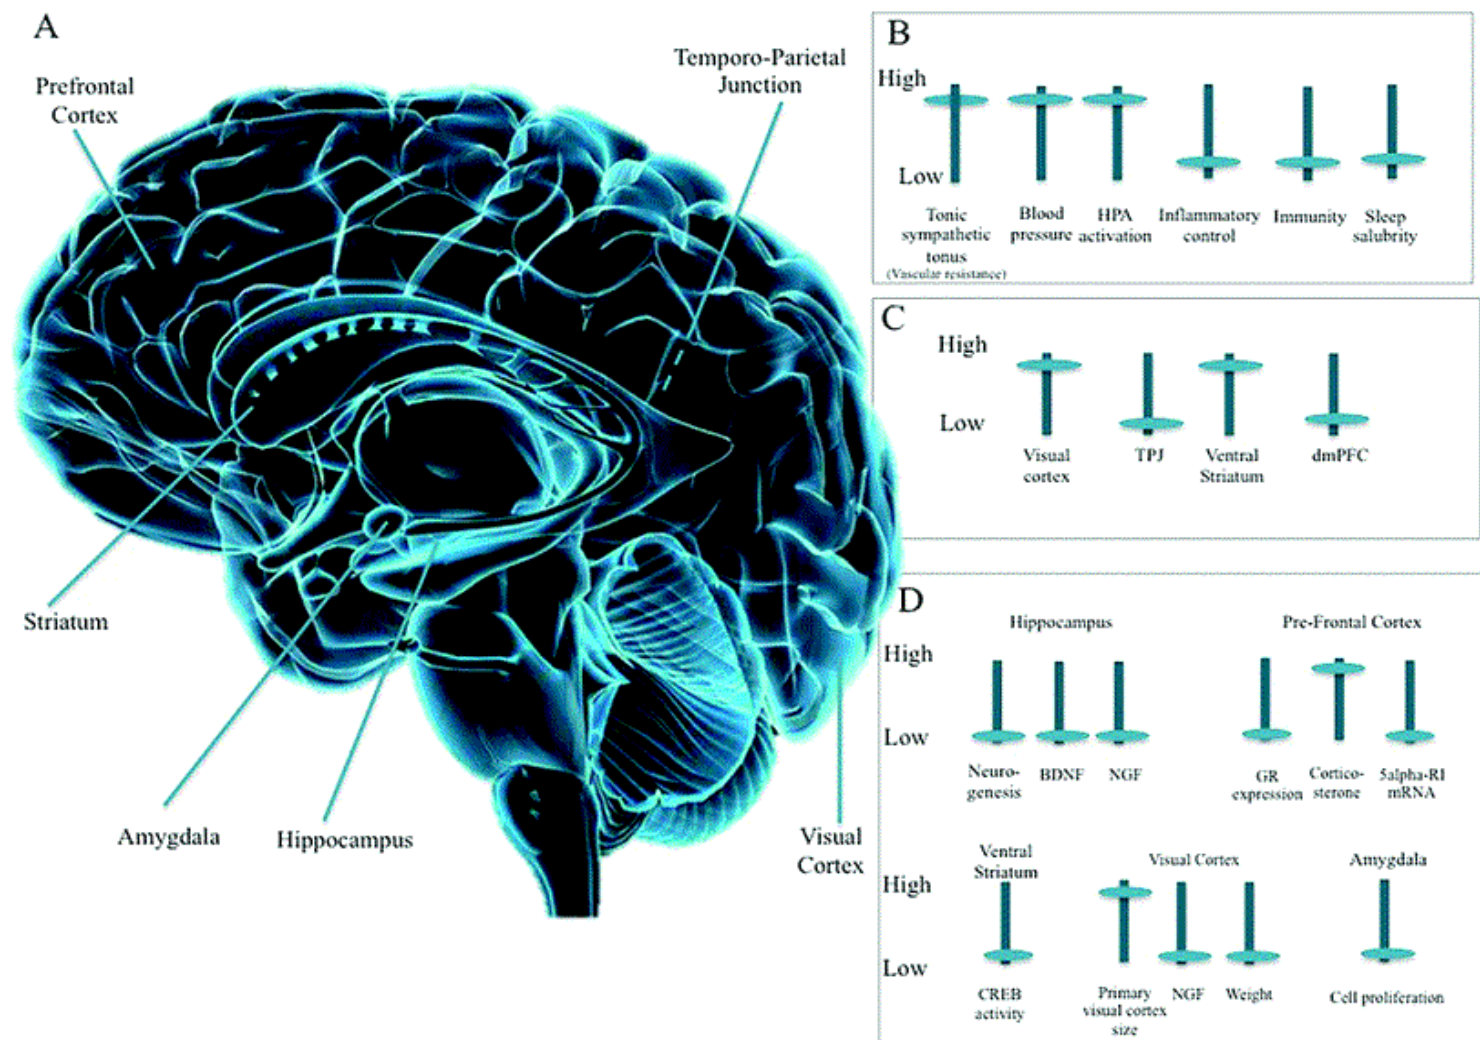 A
Prefrontal
Cortex
Temporo-Parietal
Junction
Striatum
Amygdala
Hippocampus
Visual
Cortex
B
High
Low
Tonic
sympathetic
tonus
(Vascular resistance)
Blood
pressure
HPA
activation
Inflammatory
control
Immunity
Sleep
salubrity
C
High
Low
Visual
cortex
TPJ
Ventral
Striatum
dmPFC
D
Hippocampus
Pre-Frontal Cortex
High
Low
Neuro-
genesis
BDNF
NGF
GR
expression
Cortico-
sterone
5alpha-RI
mRNA
Ventral
Striatum
Visual Cortex
Amygdala
High
Low
CREB
activity
Primary
visual cortex
size
NGF
Weight
Cell proliferation